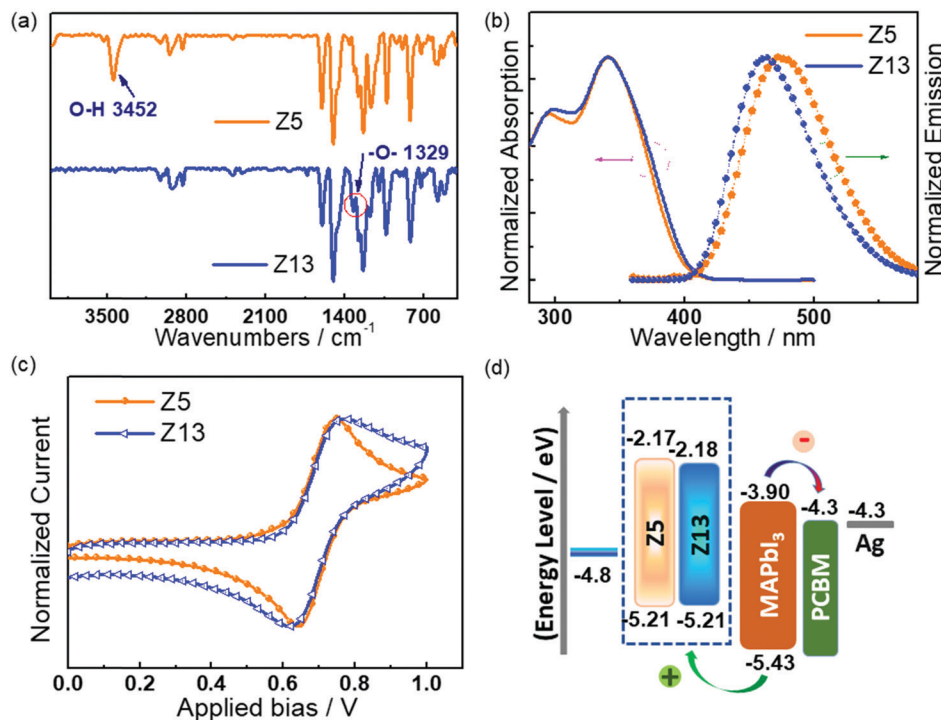 (a)
O-H 3452
Z5
-O- 1329
Z13
3500 2800 2100 1400 700
Wavenumbers / cm-1
(b)
Normalized Absorption
Z5
Z13
Normalized Emission
280 300 400 500
Wavelength / nm
(c)
Z5
Z13
Normalized Current
0.0 0.2 0.4 0.6 0.8 1.0
Applied bias / V
(d)
(Energy Level / eV)
-4.8
-2.17
-2.18
Z5
Z13
-5.21
-5.21
-
-3.90
MAPbI3
-5.43
-4.3
PCBM
-4.3
Ag
+